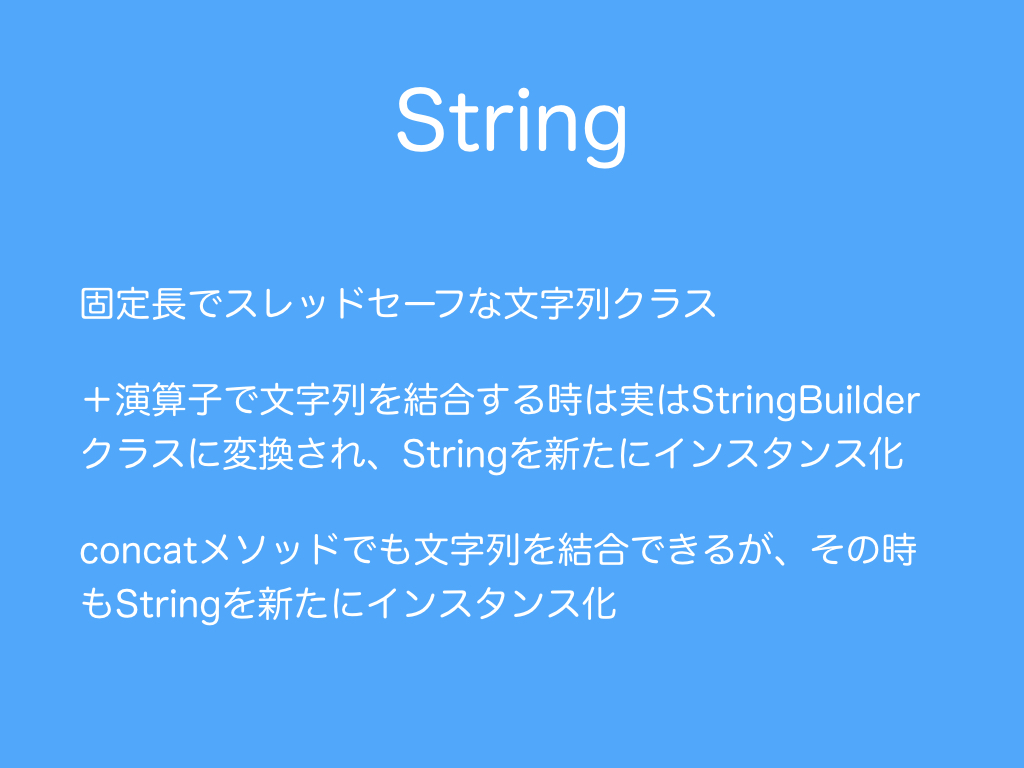 String
固定長でスレッドセーフな文字列クラス
＋演算子で文字列を結合する時は実はStringBuilder
クラスに変換され、Stringを新たにインスタンス化
concatメソッドでも文字列を結合できるが、その時
もStringを新たにインスタンス化